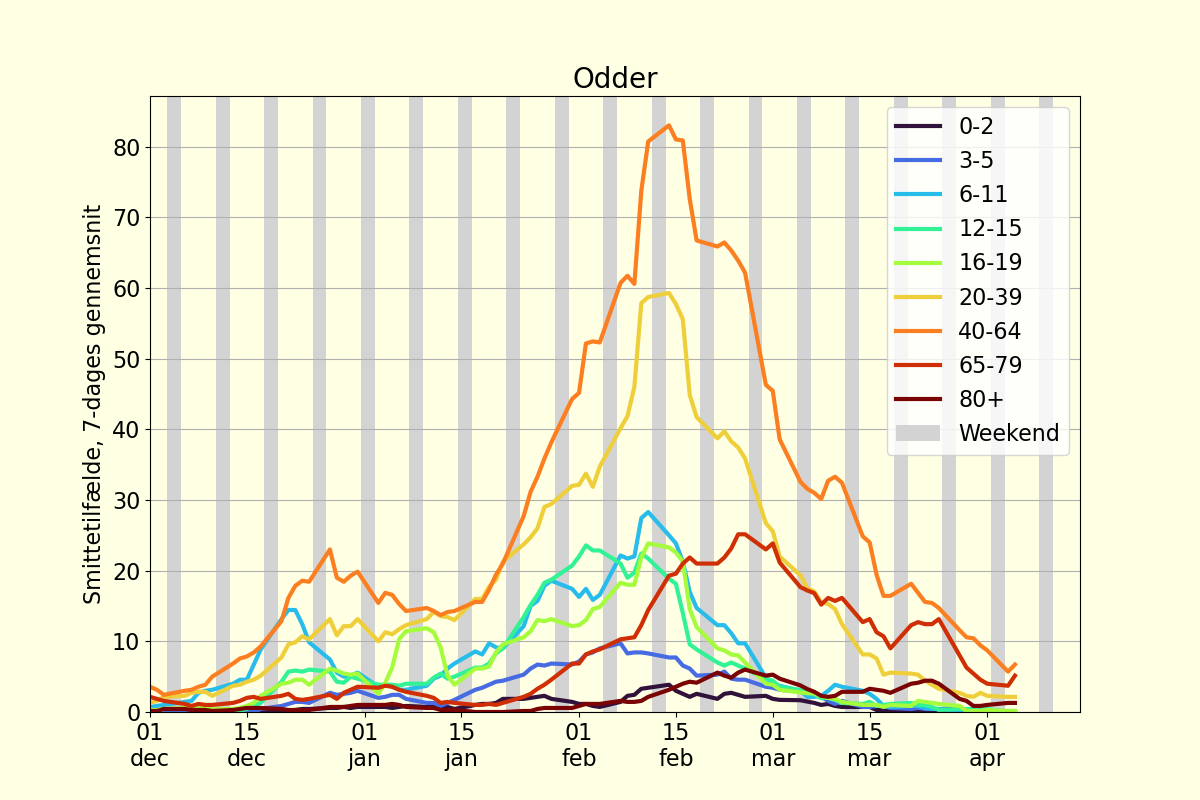 Odder
Smittetilfælde, 7-dages gennemsnit
80
70
60
50
40
30
20
10
0
01 dec
15 dec
01 jan
15 jan
01 feb
15 feb
01 mar
15 mar
01 apr
0-2
3-5
6-11
12-15
16-19
20-39
40-64
65-79
80+
Weekend